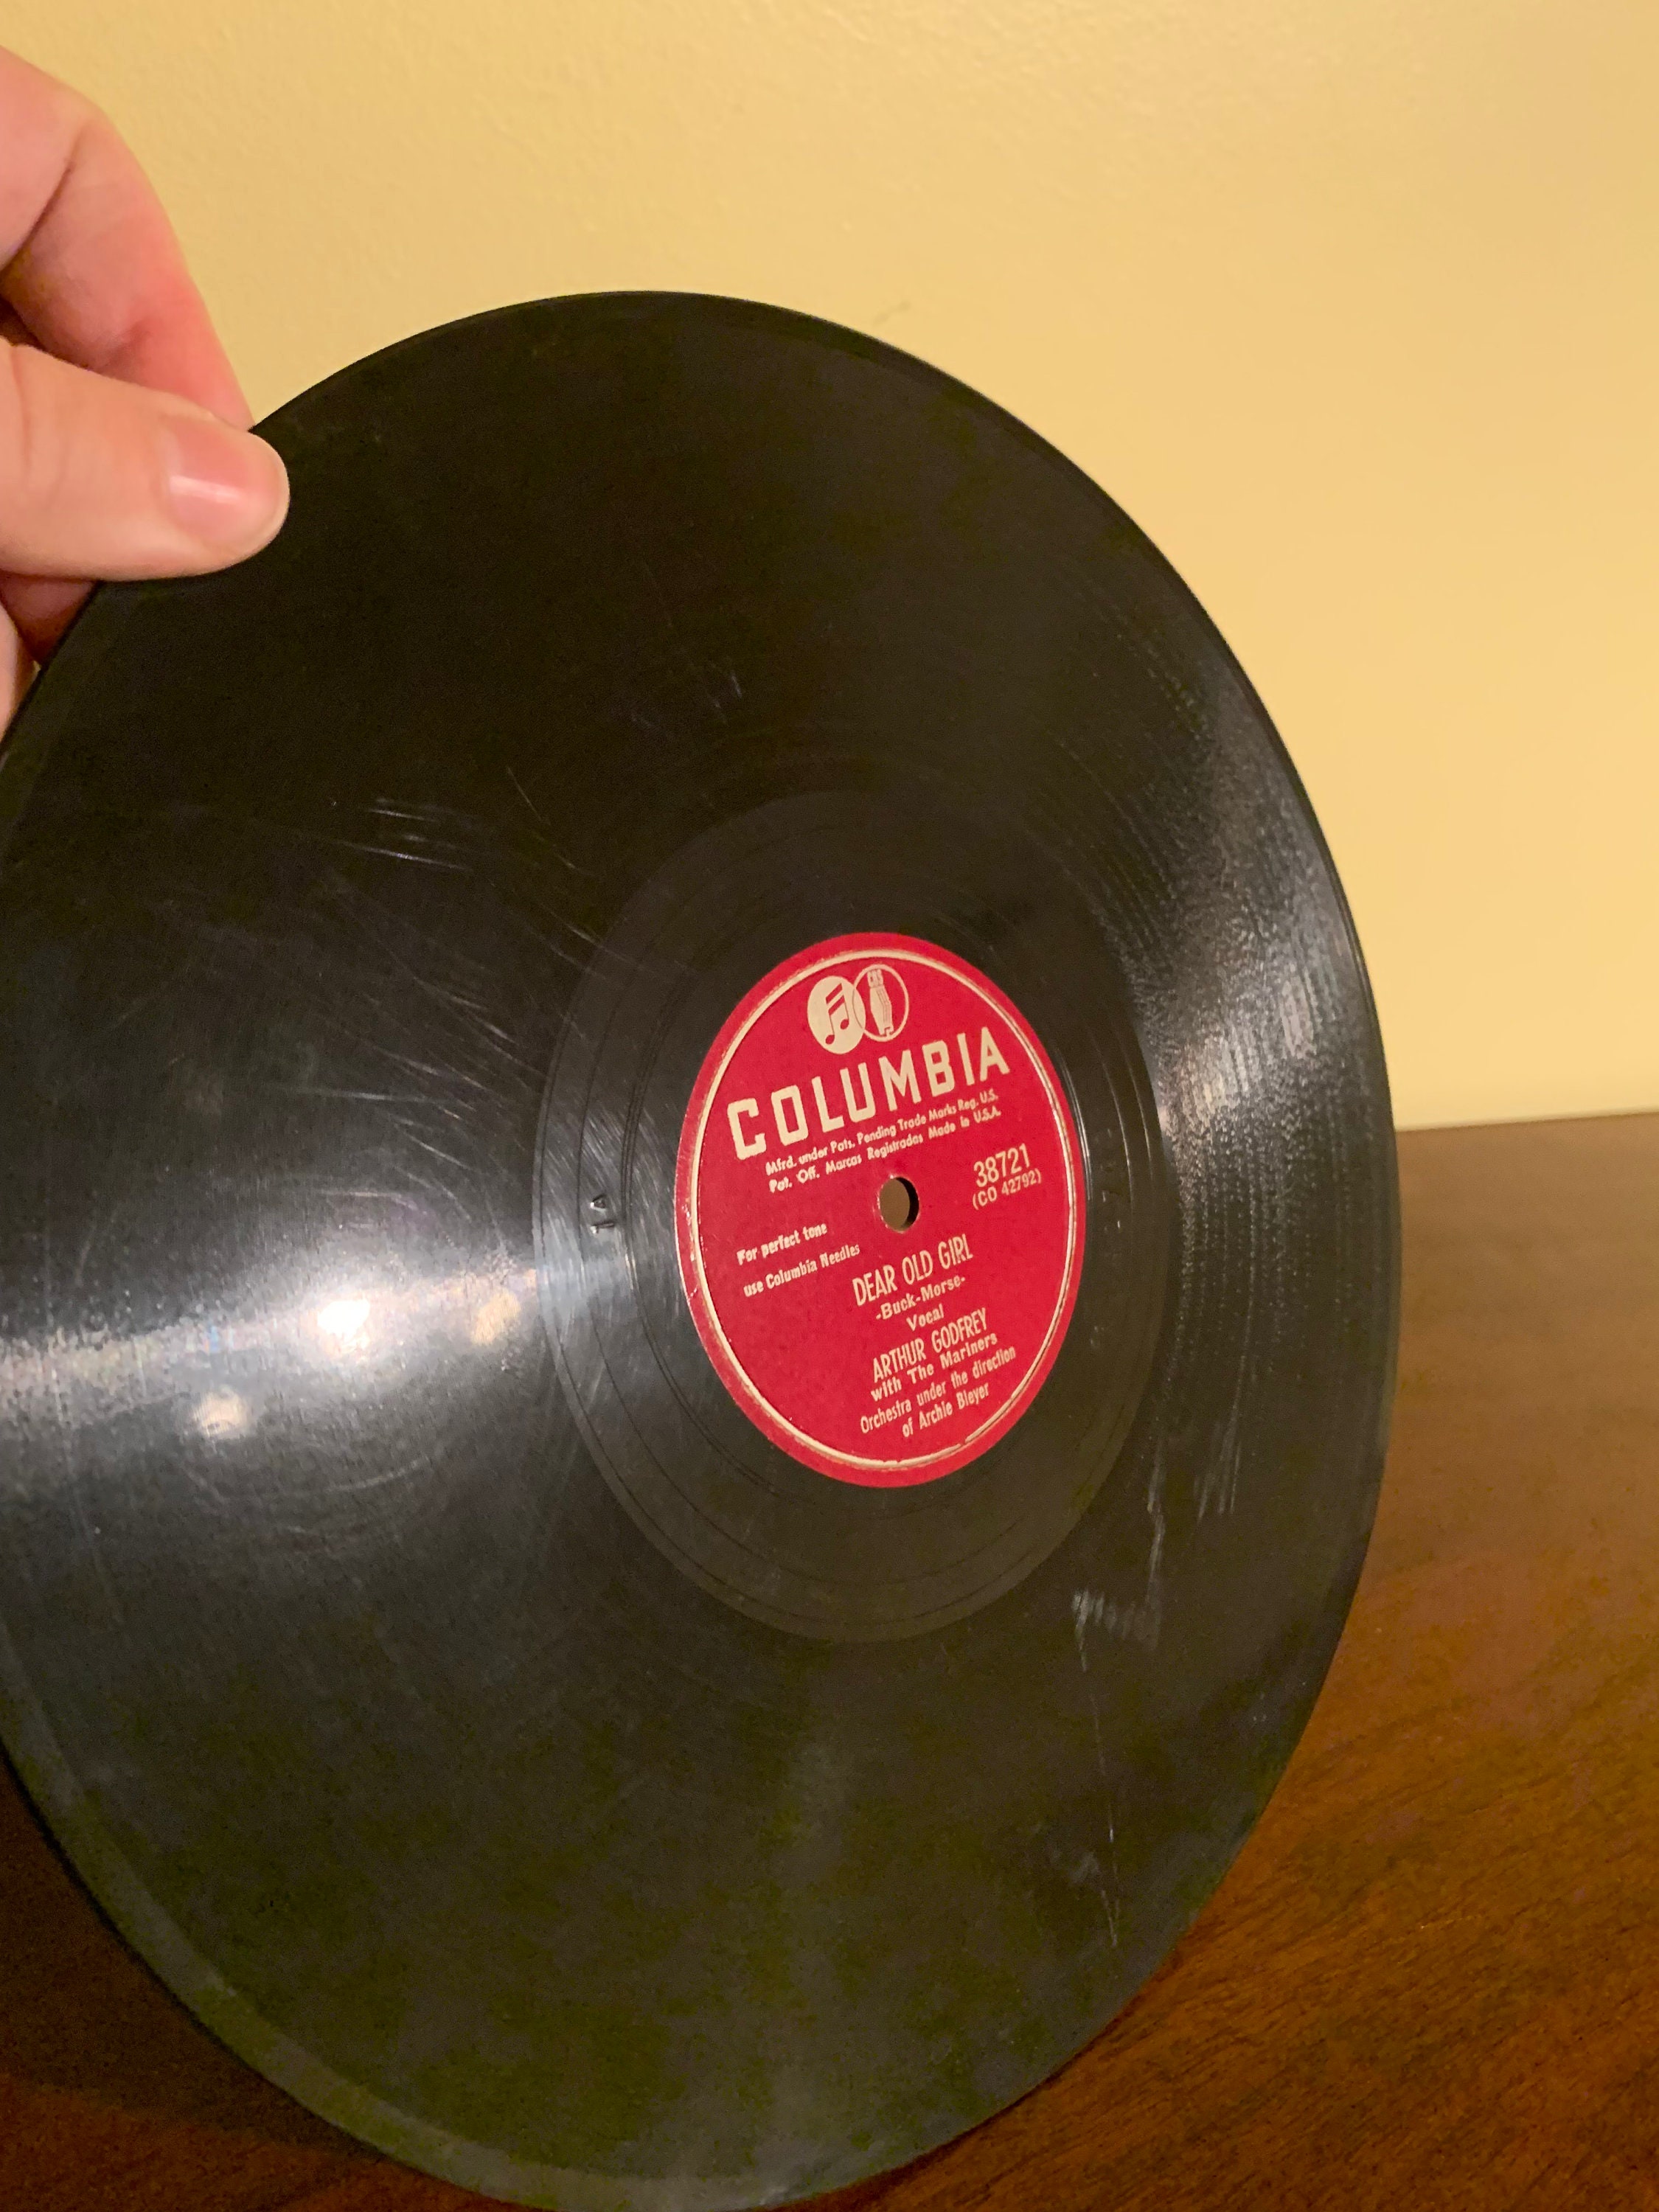 CBS
COLUMBIA
Mfrd. under Pats. Pending Trade Marks Reg. U.S.
Pat. Off. Marcas Registradas Made in U.S.A.
38721
(CO 42792)
For perfect tone
use Columbia Needles
DEAR OLD GIRL
-Buck-Morse-
Vocal
ARTHUR GODFREY
with The Mariners
Orchestra under the direction
of Archie Bleyer
1A